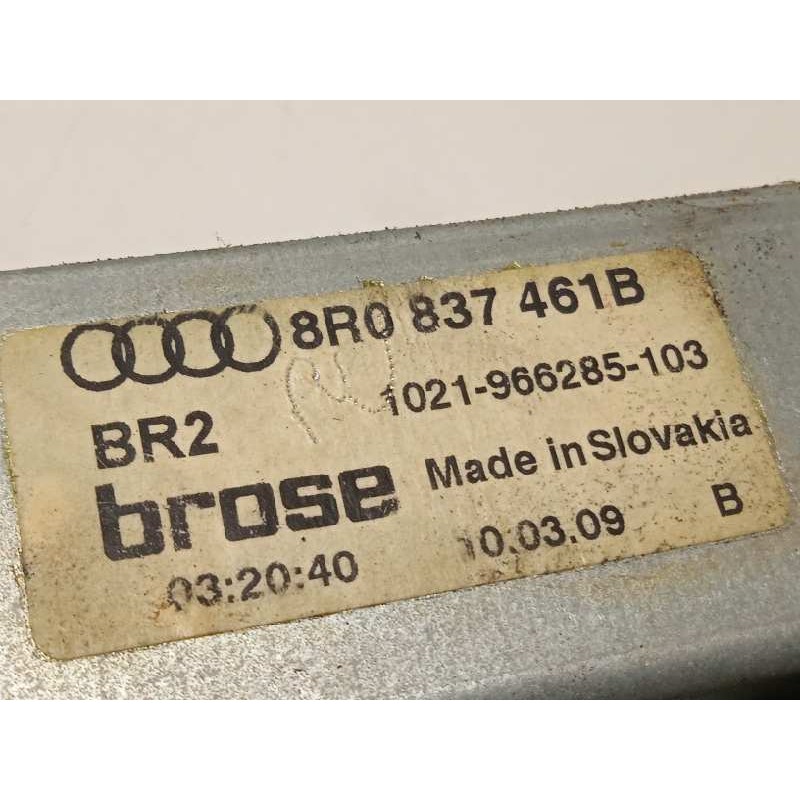 8R0 837 461B
1021-966285-103
BR2
brose
Made in Slovakia
03:20:40
10.03.09
B